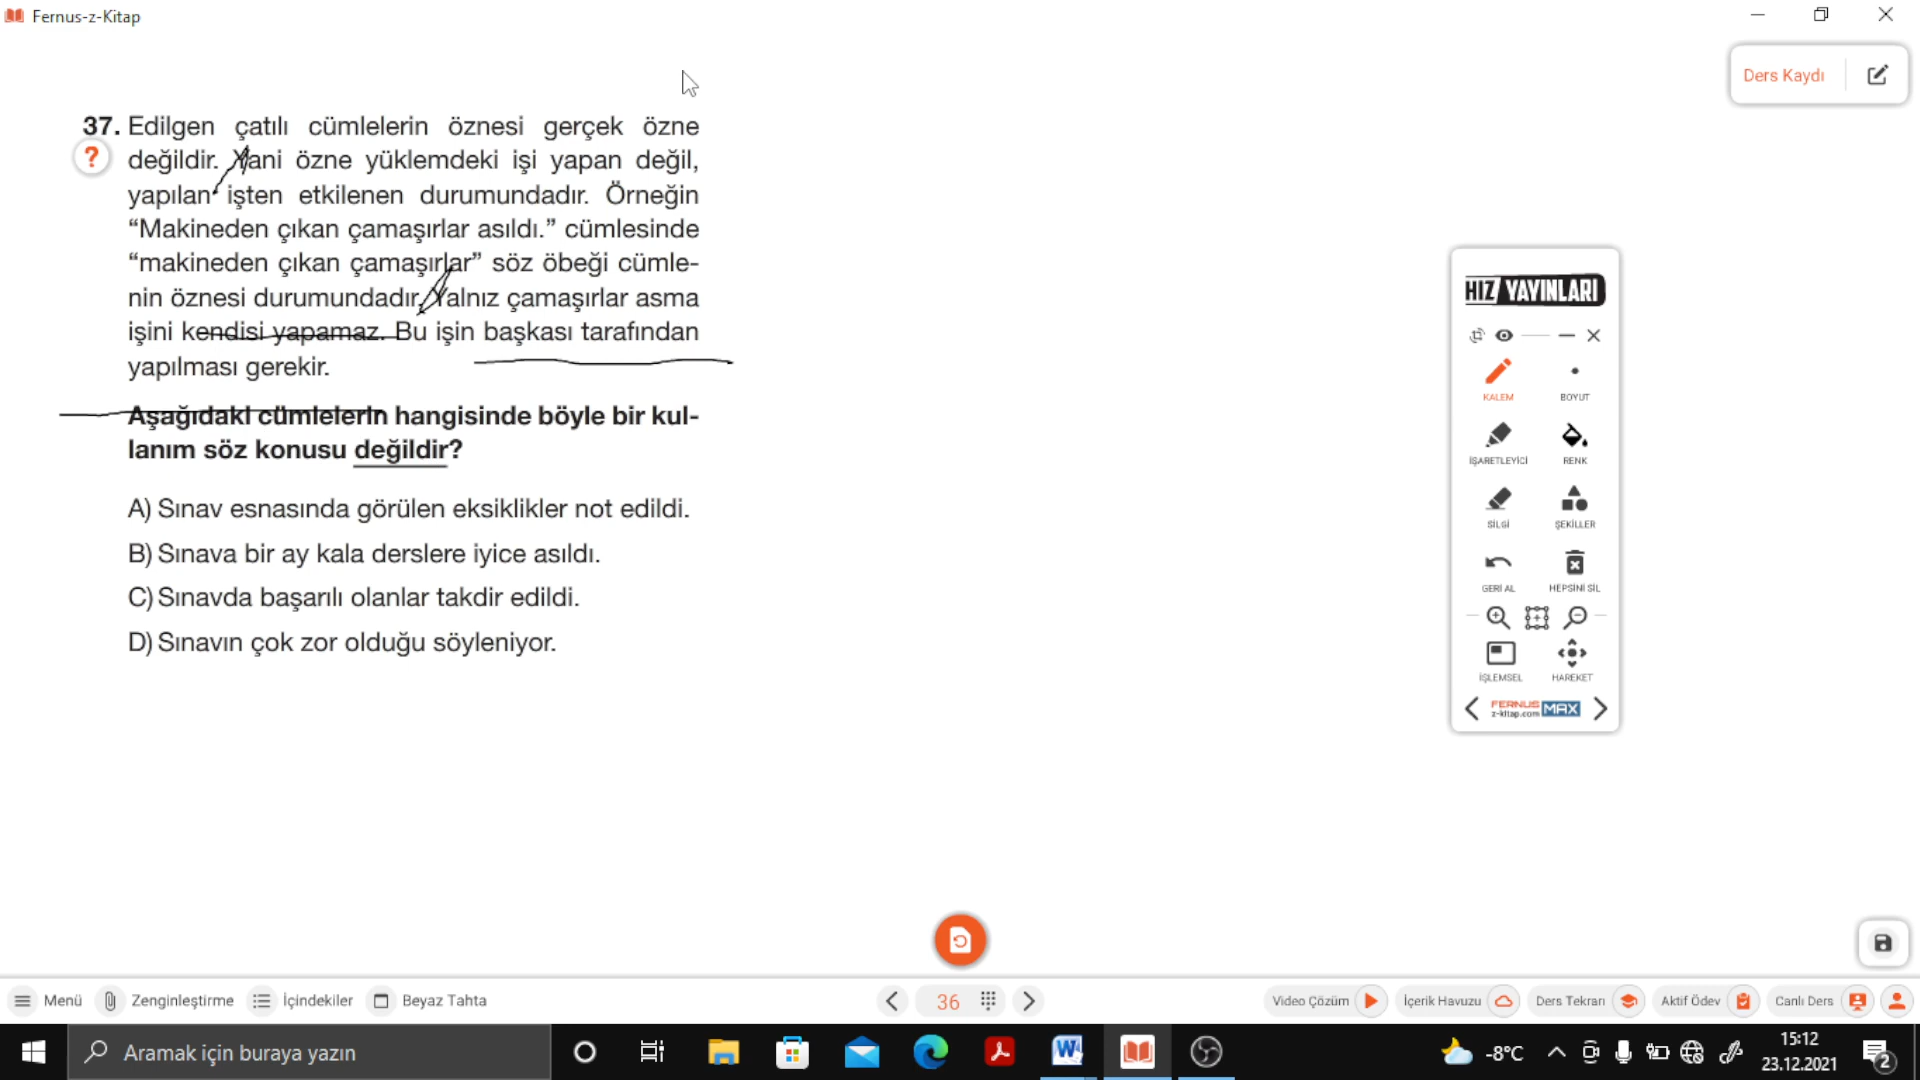 Fernus-z-Kitap
Ders Kaydı
37. Edilgen çatılı cümlelerin öznesi gerçek özne
? değildir. Yani özne yüklemdeki işi yapan değil,
yapılan işten etkilenen durumundadır. Örneğin
“Makineden çıkan çamaşırlar asıldı.” cümlesinde
“makineden çıkan çamaşırlar” söz öbeği cümle-
nin öznesi durumundadır. Yalnız çamaşırlar asma
işini kendisi yapamaz. Bu işin başkası tarafından
yapılması gerekir.
Aşağıdaki cümlelerin hangisinde böyle bir kul-
lanım söz konusu değildir?
A) Sınav esnasında görülen eksiklikler not edildi.
B) Sınava bir ay kala derslere iyice asıldı.
C) Sınavda başarılı olanlar takdir edildi.
D) Sınavın çok zor olduğu söyleniyor.
HIZ YAYINLARI
KALEM BOYUT
İŞARETLEYİCİ RENK
SİLGİ ŞEKİLLER
GERİ AL HEPSİNİ SİL
İŞLEMSEL HAREKET
FERNUS
z-kitap.com MAX
Menü Zenginleştirme İçindekiler Beyaz Tahta 36 Video Çözüm İçerik Havuzu Ders Tekrarı Aktif Ödev Canlı Ders
Aramak için buraya yazın
-8°C
15:12
23.12.2021
2